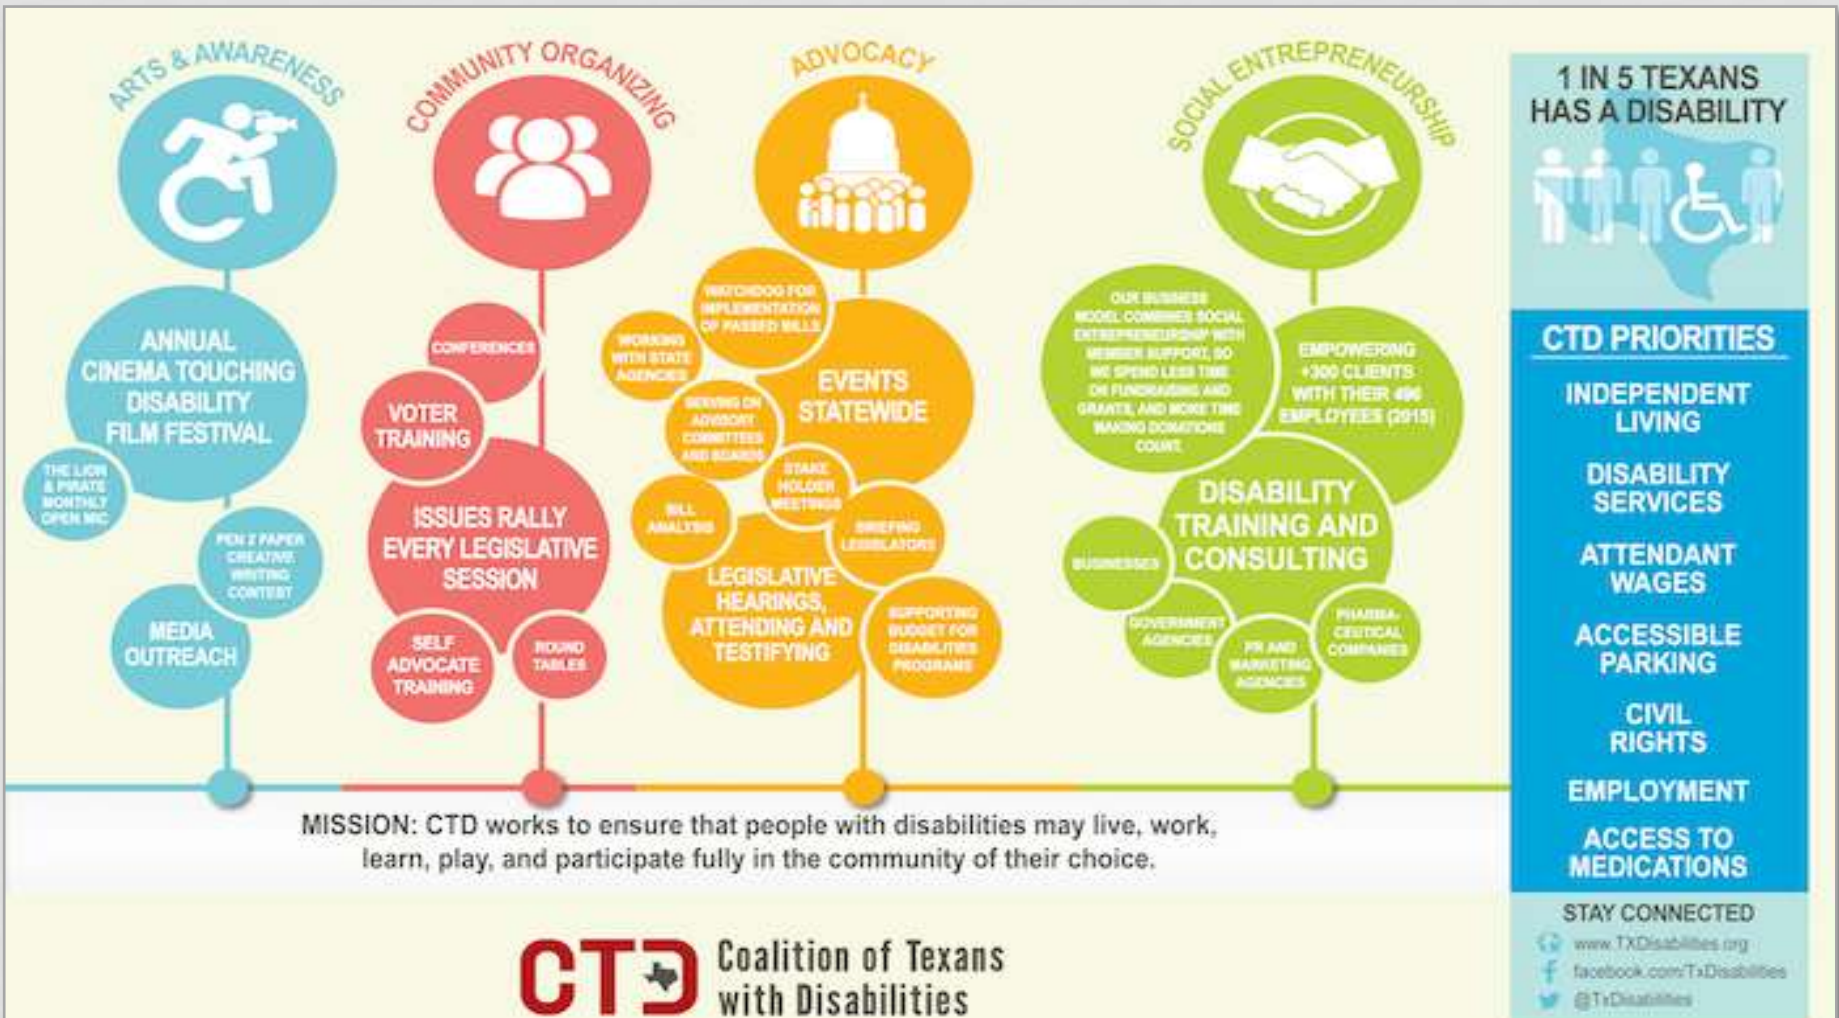 ARTS & AWARENESS
ANNUAL
CINEMA TOUCHING
DISABILITY
FILM FESTIVAL
THE LION
& PIRATE
MONTHLY
OPEN MIC
PEN 2 PAPER
CREATIVE
WRITING
CONTEST
MEDIA
OUTREACH
COMMUNITY ORGANIZING
CONFERENCES
VOTER
TRAINING
ISSUES RALLY
EVERY LEGISLATIVE
SESSION
SELF
ADVOCATE
TRAINING
ROUND
TABLES
ADVOCACY
WATCHDOG FOR
IMPLEMENTATION
OF PASSED BILLS
WORKING
WITH STATE
AGENCIES
EVENTS
STATEWIDE
SERVING ON
ADVISORY
COMMITTEES
AND BOARDS
STAKE
HOLDER
MEETINGS
BILL
ANALYSIS
BRIEFING
LEGISLATORS
LEGISLATIVE
HEARINGS,
ATTENDING AND
TESTIFYING
SUPPORTING
BUDGET FOR
DISABILITIES
PROGRAMS
SOCIAL ENTREPRENEURSHIP
OUR BUSINESS
MODEL COMBINES SOCIAL
ENTREPRENEURSHIP WITH
MEMBER SUPPORT, SO
WE SPEND LESS TIME
ON FUNDRAISING AND
GRANTS, AND MORE TIME
MAKING DONATIONS
COUNT.
EMPOWERING
+300 CLIENTS
WITH THEIR
EMPLOYEES (2015)
DISABILITY
TRAINING AND
CONSULTING
BUSINESSES
GOVERNMENT
AGENCIES
PR AND
MARKETING
AGENCIES
PHARMA-
CEUTICAL
COMPANIES
MISSION: CTD works to ensure that people with disabilities may live, work,
learn, play, and participate fully in the community of their choice.
CTD
Coalition of Texans
with Disabilities
1 IN 5 TEXANS
HAS A DISABILITY
CTD PRIORITIES
INDEPENDENT
LIVING
DISABILITY
SERVICES
ATTENDANT
WAGES
ACCESSIBLE
PARKING
CIVIL
RIGHTS
EMPLOYMENT
ACCESS TO
MEDICATIONS
STAY CONNECTED
www.TXDisabilities.org
facebook.com/TxDisabilities
@TxDisabilities